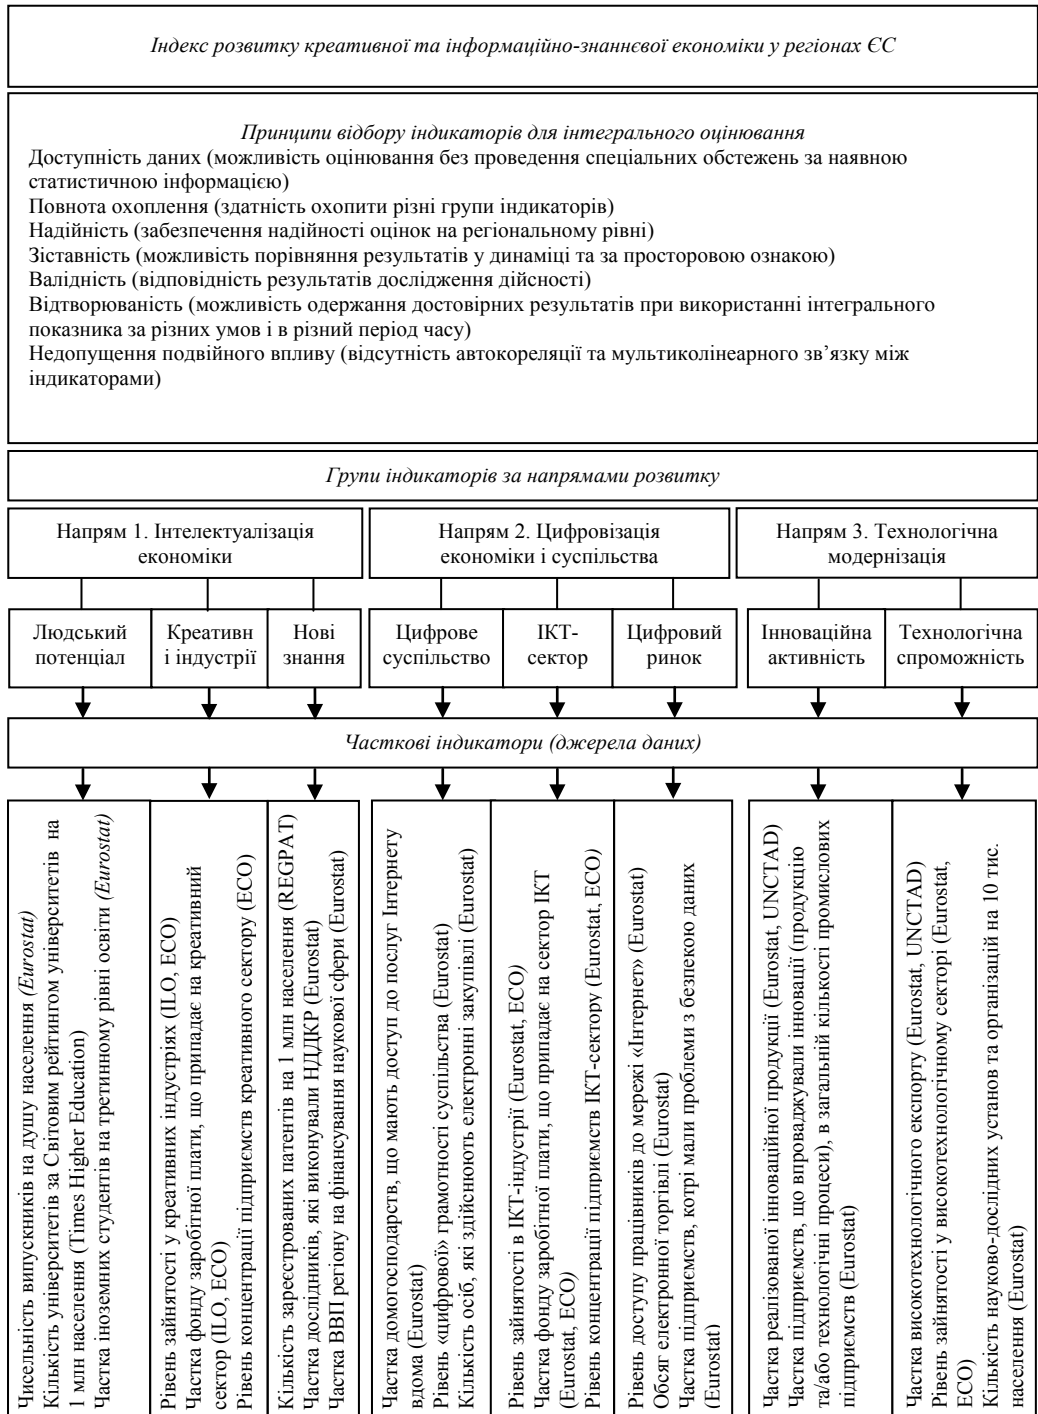 Індекс розвитку креативної та інформаційно-знаннєвої економіки у регіонах ЄС
Принципи відбору індикаторів для інтегрального оцінювання
Доступність даних (можливість оцінювання без проведення спеціальних обстежень за наявною
статистичною інформацією)
Повнота охоплення (здатність охопити різні групи індикаторів)
Надійність (забезпечення надійності оцінок на регіональному рівні)
Зіставність (можливість порівняння результатів у динаміці та за просторовою ознакою)
Валідність (відповідність результатів дослідження дійсності)
Відтворюваність (можливість одержання достовірних результатів при використанні інтегрального
показника за різних умов і в різний період часу)
Недопущення подвійного впливу (відсутність автокореляції та мультиколінеарного зв’язку між
індикаторами)
Групи індикаторів за напрямами розвитку
Напрям 1. Інтелектуалізація
економіки
Напрям 2. Цифровізація
економіки і суспільства
Напрям 3. Технологічна
модернізація
Людський
потенціал
Креативн
і індустрії
Нові
знання
Цифрове
суспільство
ІКТ-
сектор
Цифровий
ринок
Інноваційна
активність
Технологічна
спроможність
Часткові індикатори (джерела даних)
Чисельність випускників на душу населення (Eurostat)
Кількість університетів за Світовим рейтингом університетів на
1 млн населення (Times Higher Education)
Частка іноземних студентів на третинному рівні освіти (Eurostat)
Рівень зайнятості у креативних індустріях (ILO, ECO)
Частка фонду заробітної плати, що припадає на креативний
сектор (ILO, ECO)
Рівень концентрації підприємств креативного сектору (ECO)
Кількість зареєстрованих патентів на 1 млн населення (REGPAT)
Частка дослідників, які виконували НДДКР (Eurostat)
Частка ВВП регіону на фінансування наукової сфери (Eurostat)
Частка домогосподарств, що мають доступ до послуг Інтернету
вдома (Eurostat)
Рівень «цифрової» грамотності суспільства (Eurostat)
Кількість осіб, які здійснюють електронні закупівлі (Eurostat)
Рівень зайнятості в ІКТ-індустрії (Eurostat, ECO)
Частка фонду заробітної плати, що припадає на сектор ІКТ
(Eurostat, ECO)
Рівень концентрації підприємств ІКТ-сектору (Eurostat, ECO)
Рівень доступу працівників до мережі «Інтернет» (Eurostat)
Обсяг електронної торгівлі (Eurostat)
Частка підприємств, котрі мали проблеми з безпекою даних
(Eurostat)
Частка реалізованої інноваційної продукції (Eurostat, UNCTAD)
Частка підприємств, що впроваджували інновації (продукцію
та/або технологічні процеси), в загальній кількості промислових
підприємств (Eurostat)
Частка високотехнологічного експорту (Eurostat, UNCTAD)
Рівень зайнятості у високотехнологічному секторі (Eurostat,
ECO)
Кількість науково-дослідних установ та організацій на 10 тис.
населення (Eurostat)